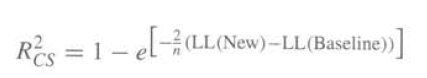 R²_CS = 1 − e^[−2/n (LL(New)−LL(Baseline))]